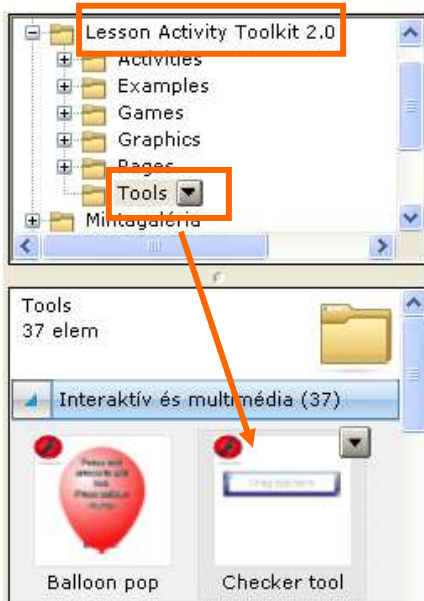 Lesson Activity Toolkit 2.0
Activities
Examples
Games
Graphics
Pages
Tools
Mintagaléria
Tools
37 elem
Interaktív és multimédia (37)
Balloon pop
Checker tool